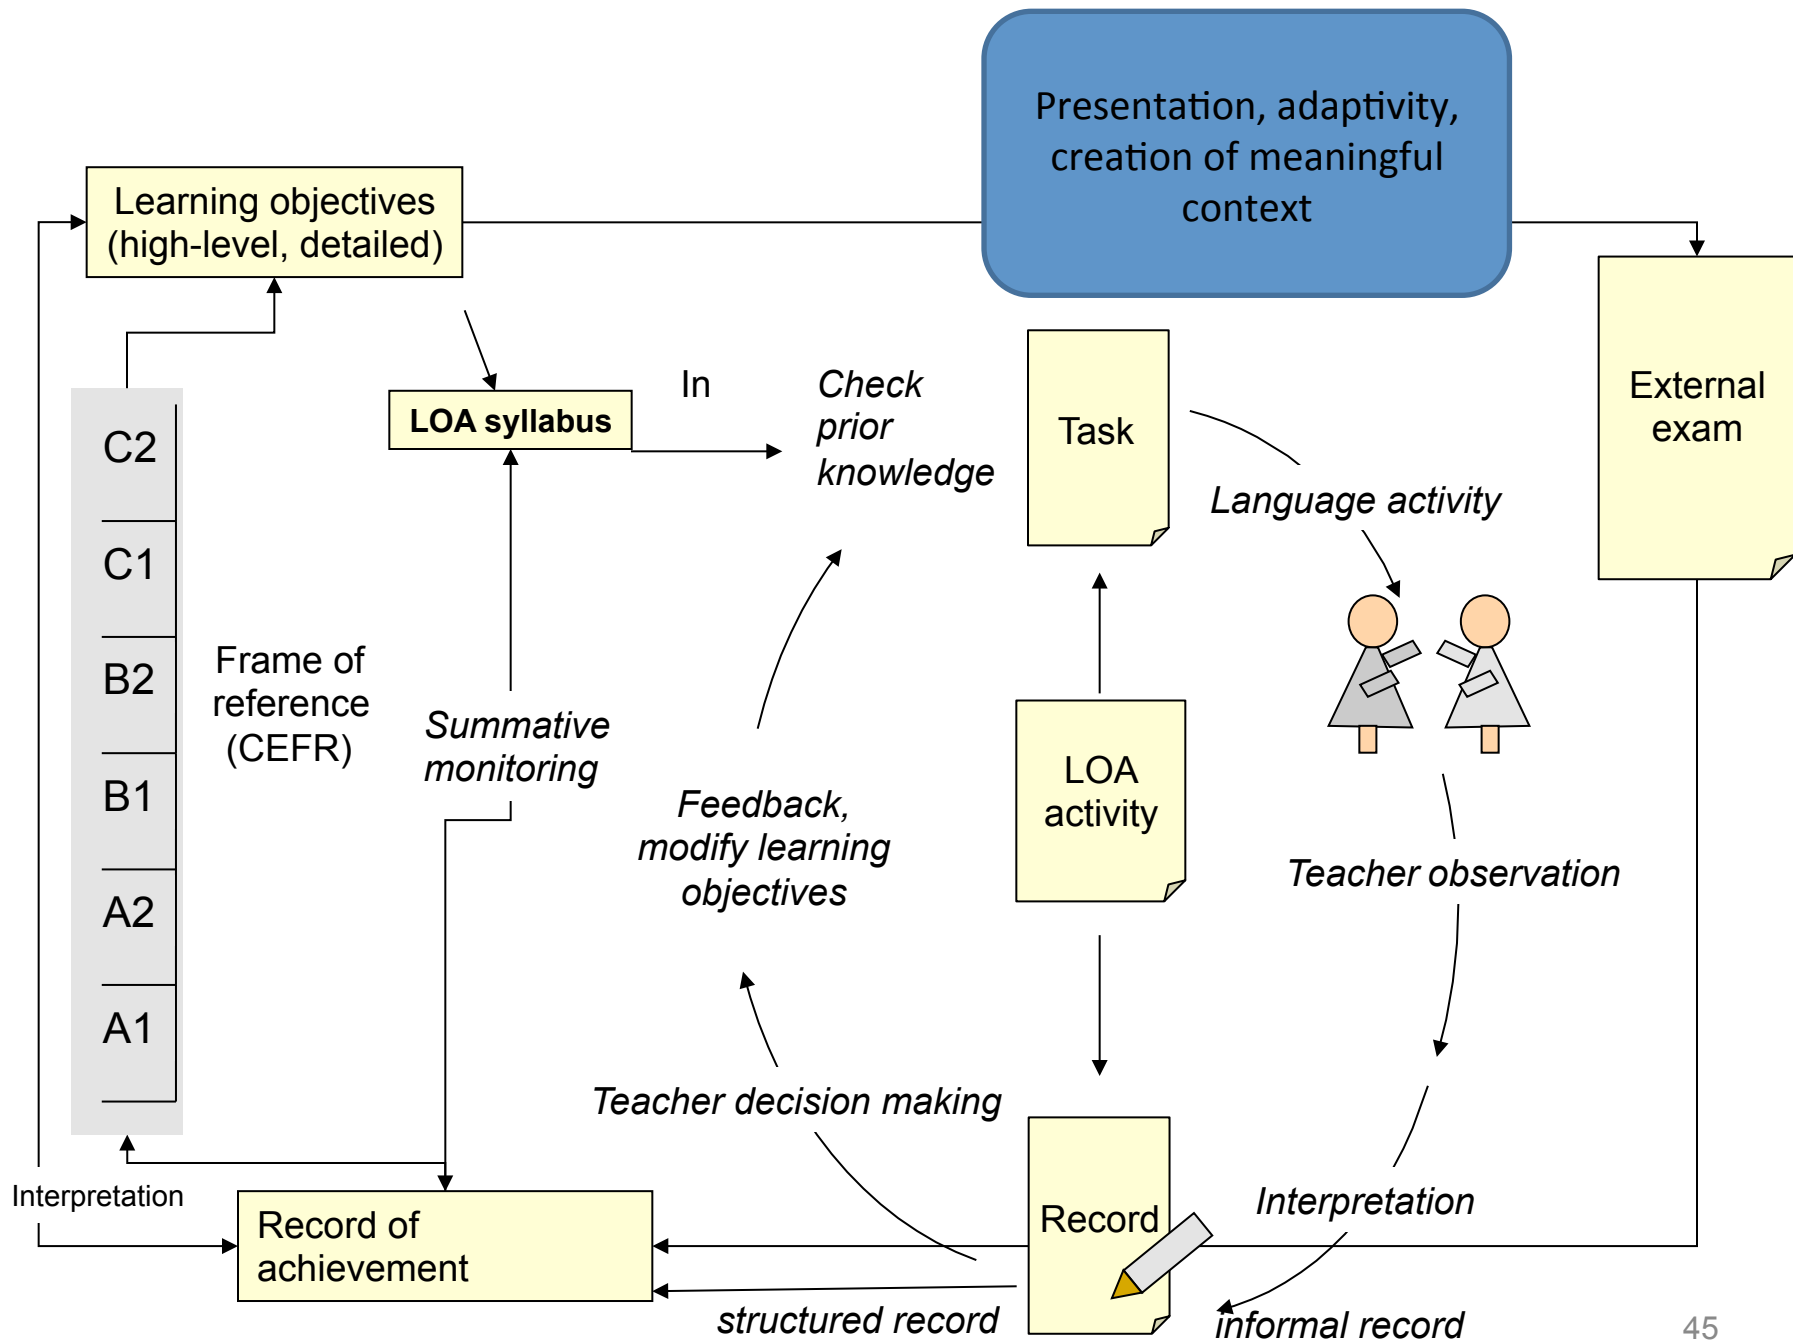 Presentation, adaptivity,
creation of meaningful
context
Learning objectives
(high-level, detailed)
In
Check
prior
knowledge
LOA syllabus
Task
External
exam
Language activity
C2
C1
B2
B1
A2
A1
Frame of
reference
(CEFR)
Summative
monitoring
Feedback,
modify learning
objectives
LOA
activity
Teacher observation
Teacher decision making
Interpretation
Record of
achievement
Record
Interpretation
structured record
informal record
45